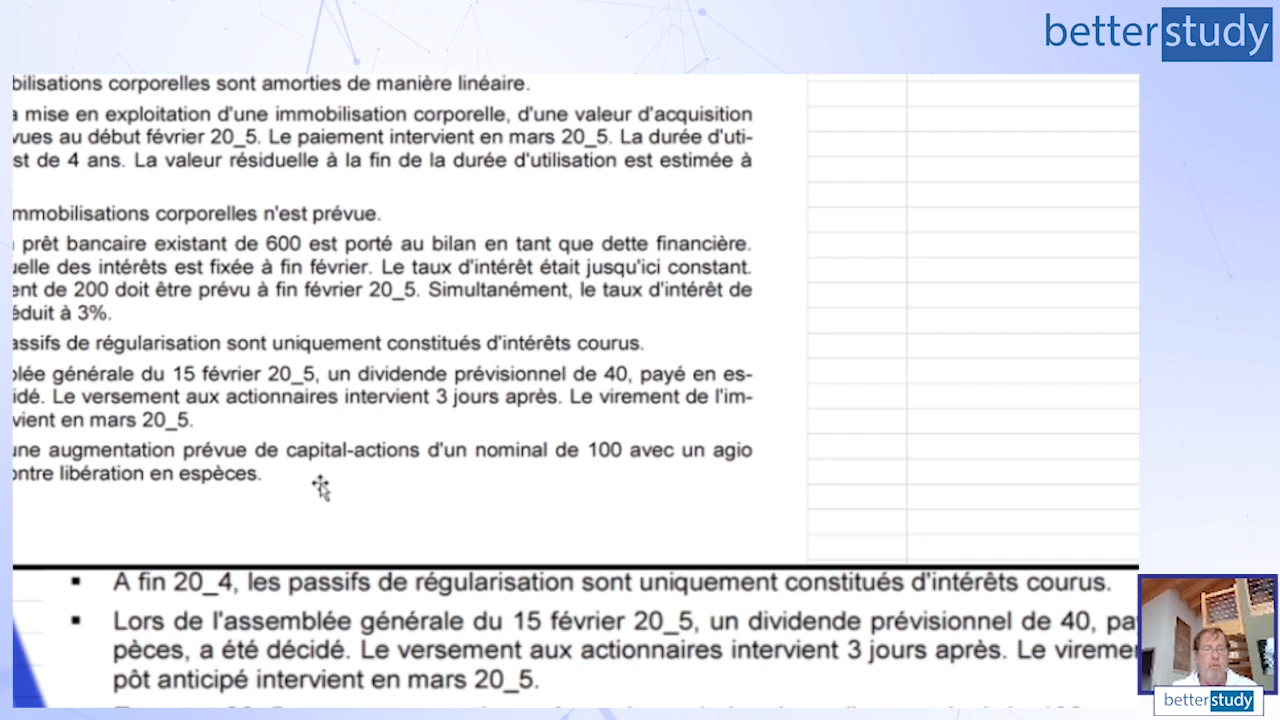 betterstudy
bilisations corporelles sont amorties de manière linéaire.
a mise en exploitation d'une immobilisation corporelle, d'une valeur d'acquisition
vues au début février 20_5. Le paiement intervient en mars 20_5. La durée d'uti-
st de 4 ans. La valeur résiduelle à la fin de la durée d'utilisation est estimée à
mmobilisations corporelles n'est prévue.
prêt bancaire existant de 600 est porté au bilan en tant que dette financière.
uelle des intérêts est fixée à fin février. Le taux d'intérêt était jusqu'ici constant.
ent de 200 doit être prévu à fin février 20_5. Simultanément, le taux d'intérêt de
éduit à 3%.
assifs de régularisation sont uniquement constitués d'intérêts courus.
blée générale du 15 février 20_5, un dividende prévisionnel de 40, payé en es-
idé. Le versement aux actionnaires intervient 3 jours après. Le virement de l'im-
vient en mars 20_5.
une augmentation prévue de capital-actions d'un nominal de 100 avec un agio
ontre libération en espèces.
▪ A fin 20_4, les passifs de régularisation sont uniquement constitués d'intérêts courus.
▪ Lors de l'assemblée générale du 15 février 20_5, un dividende prévisionnel de 40, pa
pèces, a été décidé. Le versement aux actionnaires intervient 3 jours après. Le vireme
pôt anticipé intervient en mars 20_5.
betterstudy